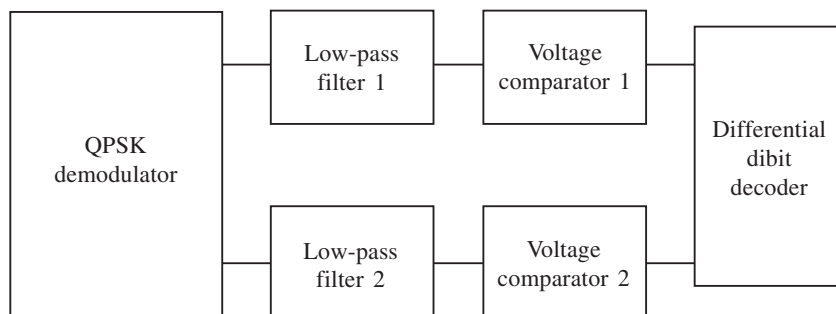 QPSK
demodulator
Low-pass
filter 1
Voltage
comparator 1
Low-pass
filter 2
Voltage
comparator 2
Differential
dibit
decoder